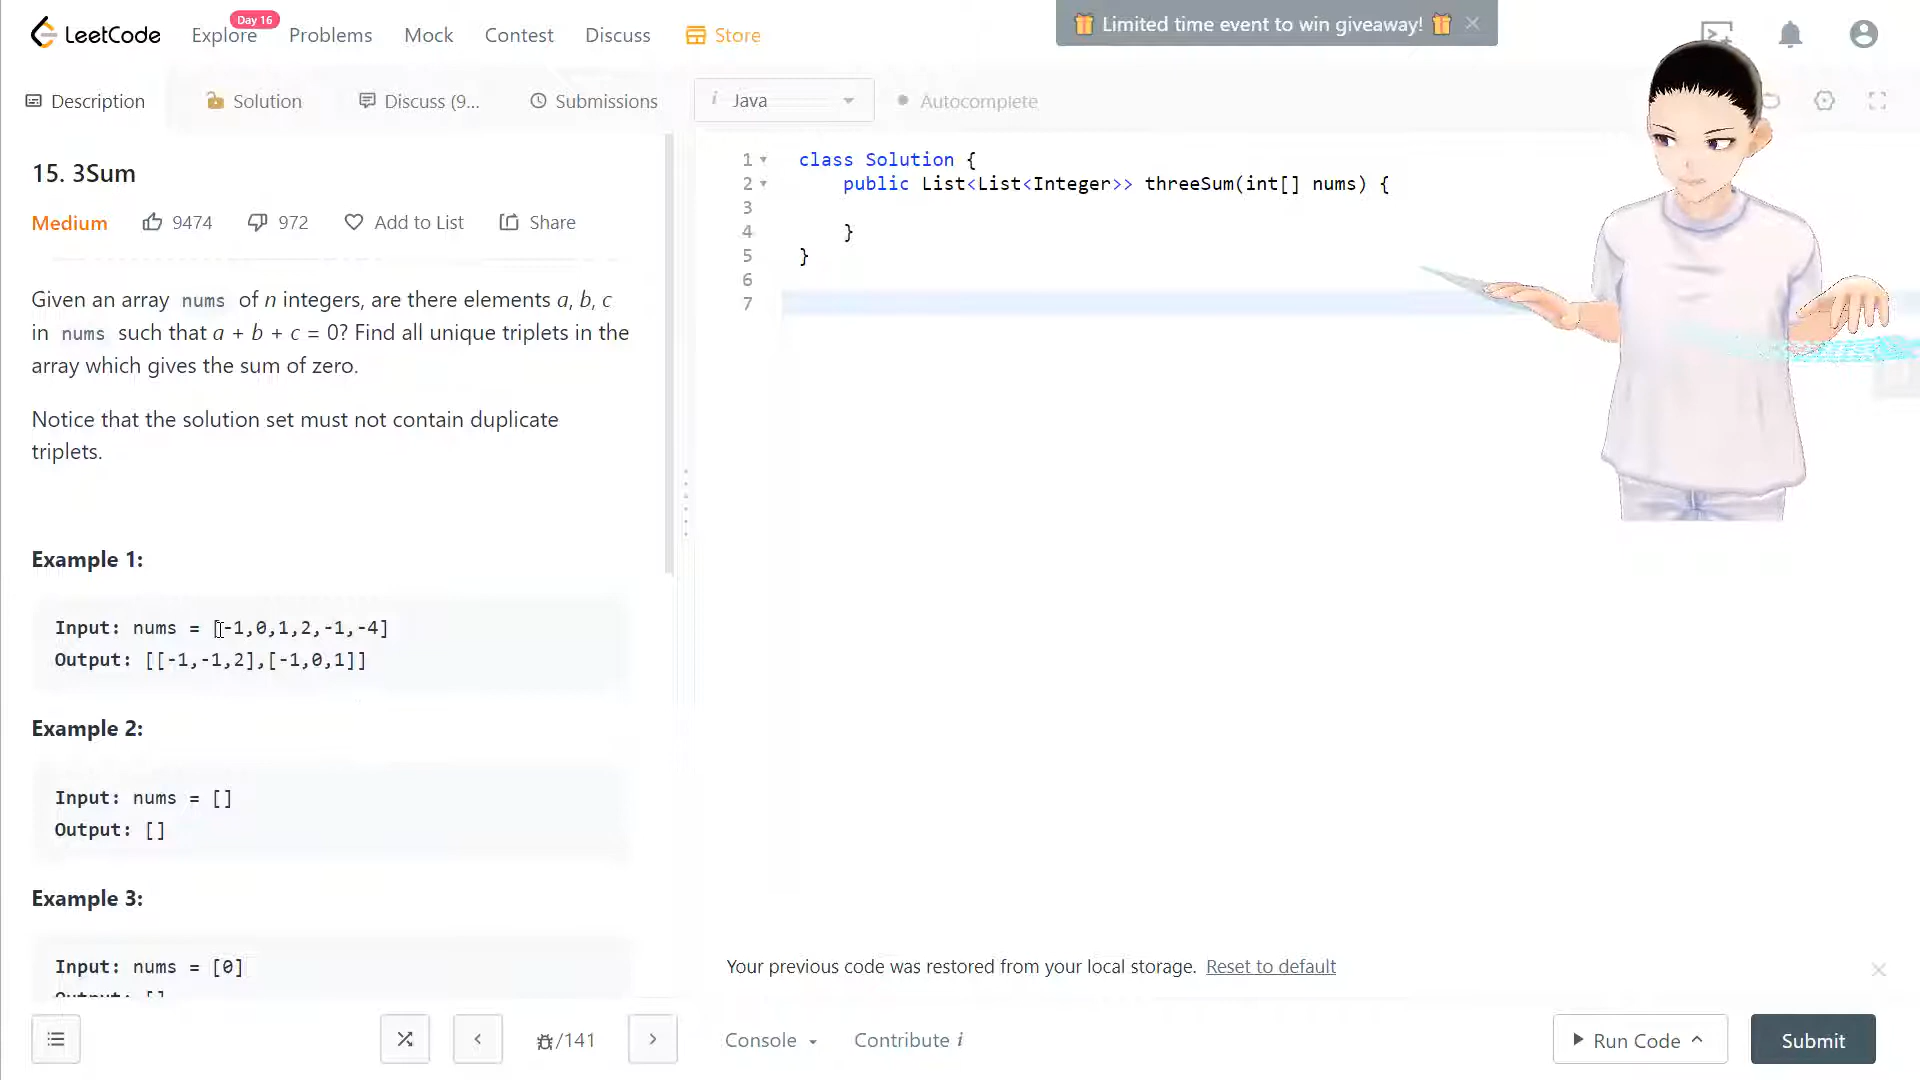 LeetCode
Explore
Day 16
Problems
Mock
Contest
Discuss
Store
Limited time event to win giveaway!
Description
Solution
Discuss (9...
Submissions
i Java
Autocomplete
15. 3Sum
Medium
9474
972
Add to List
Share
Given an array nums of n integers, are there elements a, b, c
in nums such that a + b + c = 0? Find all unique triplets in the
array which gives the sum of zero.
Notice that the solution set must not contain duplicate
triplets.
Example 1:
Input: nums = [-1,0,1,2,-1,-4]
Output: [[-1,-1,2],[-1,0,1]]
Example 2:
Input: nums = []
Output: []
Example 3:
Input: nums = [0]
Output: []
1 class Solution {
2 public List<List<Integer>> threeSum(int[] nums) {
3
4 }
5 }
6
7
Your previous code was restored from your local storage. Reset to default
/141
Console
Contribute i
Run Code
Submit